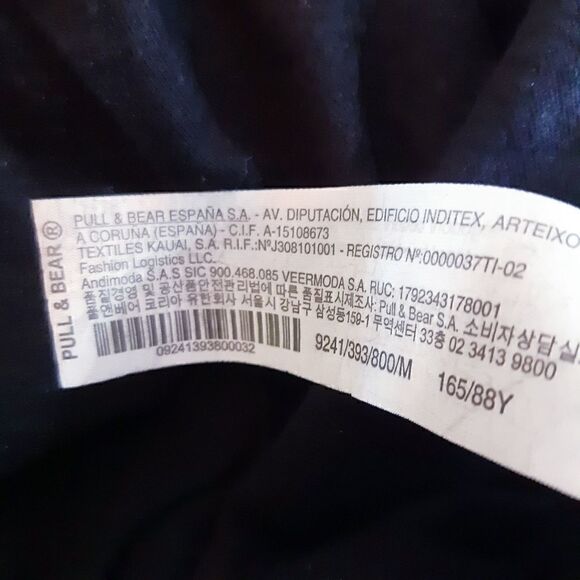 PULL & BEAR ®
PULL & BEAR ESPAÑA S.A. - AV. DIPUTACIÓN, EDIFICIO INDITEX, ARTEIXO
A CORUÑA (ESPAÑA) - C.I.F. A-15108673
TEXTILES KAUAI, S.A. R.I.F.:NºJ308101001 - REGISTRO Nº:0000037TI-02
Fashion Logistics LLC.
Andimoda S.A.S SIC 900.468.085 VEERMODA S.A. RUC: 1792343178001
품질경영 및 공산품안전관리법에 따른 품질표시제조사: Pull & Bear S.A. 소비자 상담 실
앤베어 코리아 유한회사 서울시 강남구 삼성동158-1 무역센터 33층 02 3413 9800
09241393800032
9241/393/800/M
165/88Y